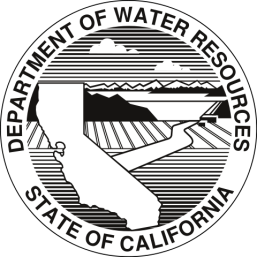 DEPARTMENT OF WATER RESOURCES
STATE OF CALIFORNIA